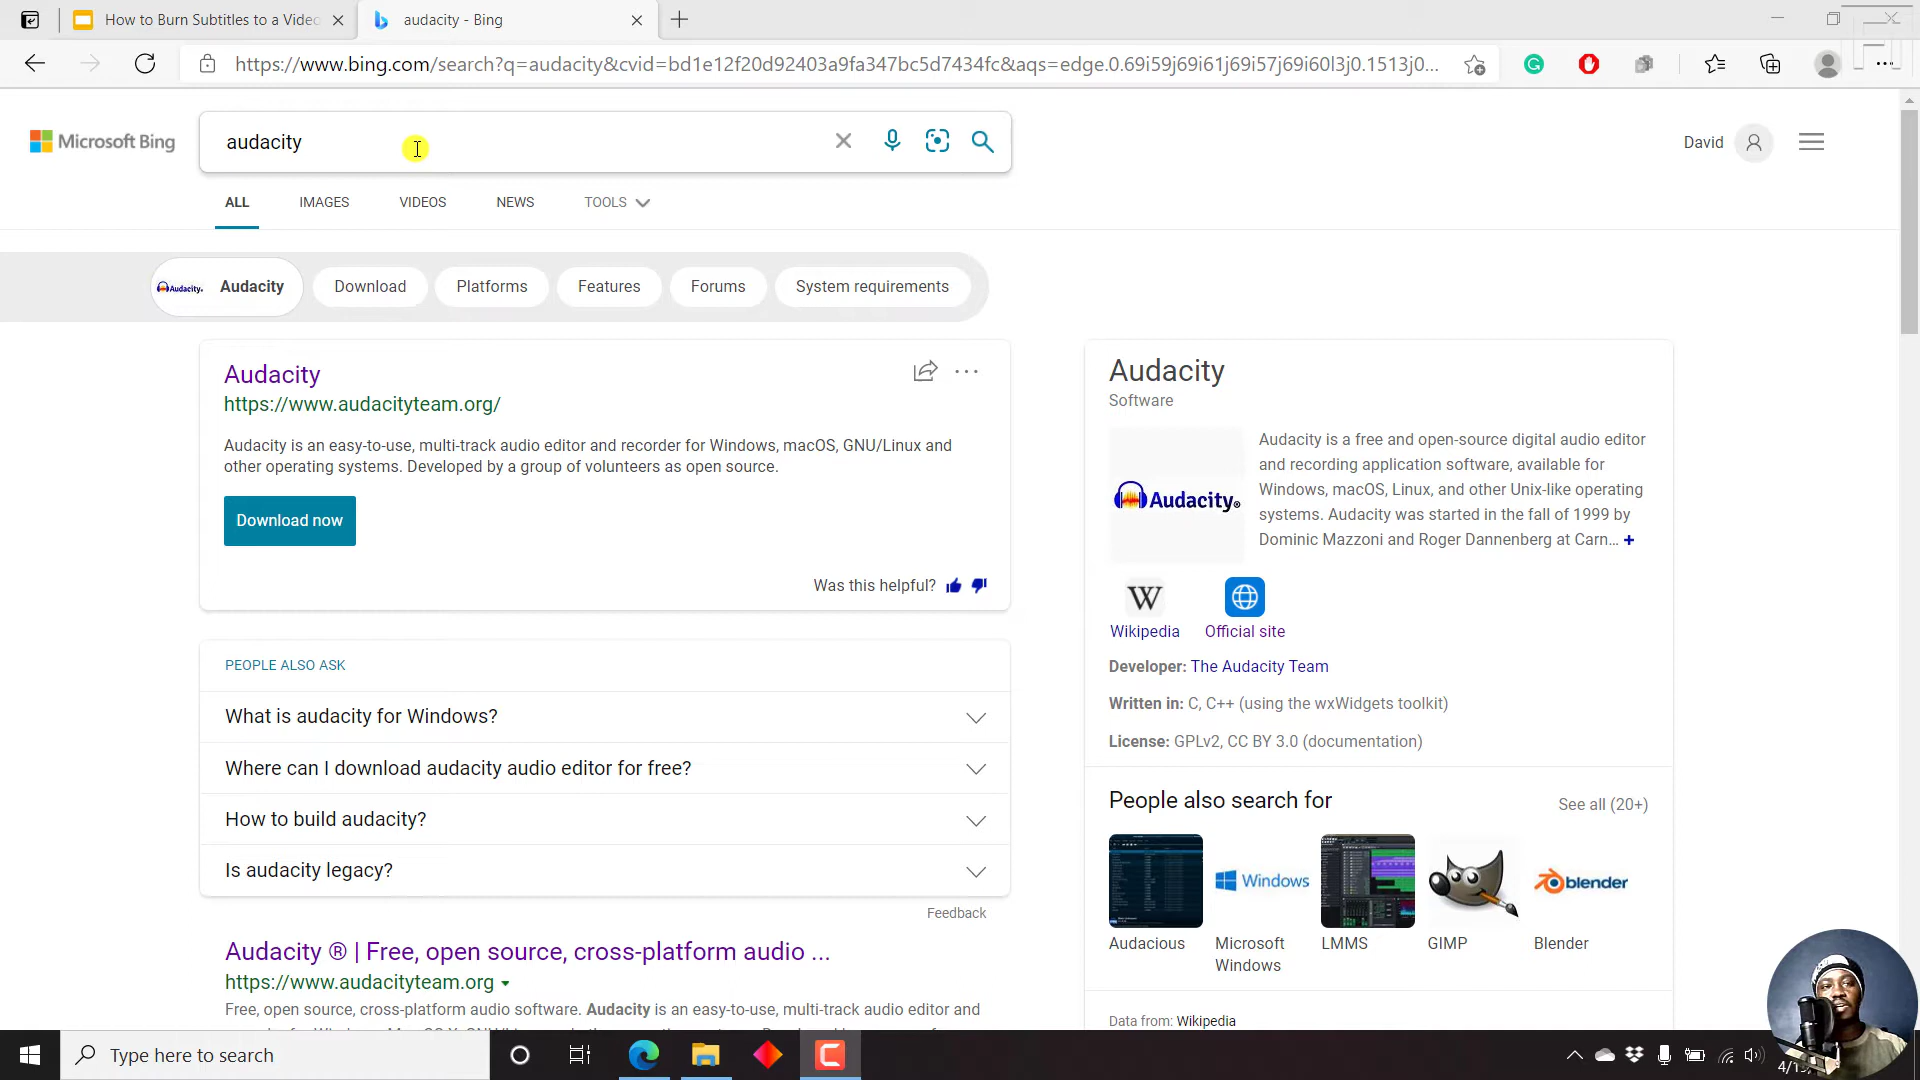 How to Burn Subtitles to a Video
audacity - Bing
https://www.bing.com/search?q=audacity&cvid=bd1e12f20d92403a9fa347bc5d7434fc&aqs=edge.0.69i59j69i61j69i57j69i60l3j0.1513j0...
Microsoft Bing
audacity
David
ALL
IMAGES
VIDEOS
NEWS
TOOLS
Audacity
Audacity
Download
Platforms
Features
Forums
System requirements
Audacity
https://www.audacityteam.org/
Audacity is an easy-to-use, multi-track audio editor and recorder for Windows, macOS, GNU/Linux and
other operating systems. Developed by a group of volunteers as open source.
Download now
Was this helpful?
PEOPLE ALSO ASK
What is audacity for Windows?
Where can I download audacity audio editor for free?
How to build audacity?
Is audacity legacy?
Feedback
Audacity ® | Free, open source, cross-platform audio ...
https://www.audacityteam.org
Free, open source, cross-platform audio software. Audacity is an easy-to-use, multi-track audio editor and
Audacity
Software
Audacity®
Audacity is a free and open-source digital audio editor
and recording application software, available for
Windows, macOS, Linux, and other Unix-like operating
systems. Audacity was started in the fall of 1999 by
Dominic Mazzoni and Roger Dannenberg at Carn... +
W
Wikipedia
Official site
Developer: The Audacity Team
Written in: C, C++ (using the wxWidgets toolkit)
License: GPLv2, CC BY 3.0 (documentation)
People also search for
See all (20+)
Windows
blender
Audacious
Microsoft
Windows
LMMS
GIMP
Blender
Data from: Wikipedia
Type here to search